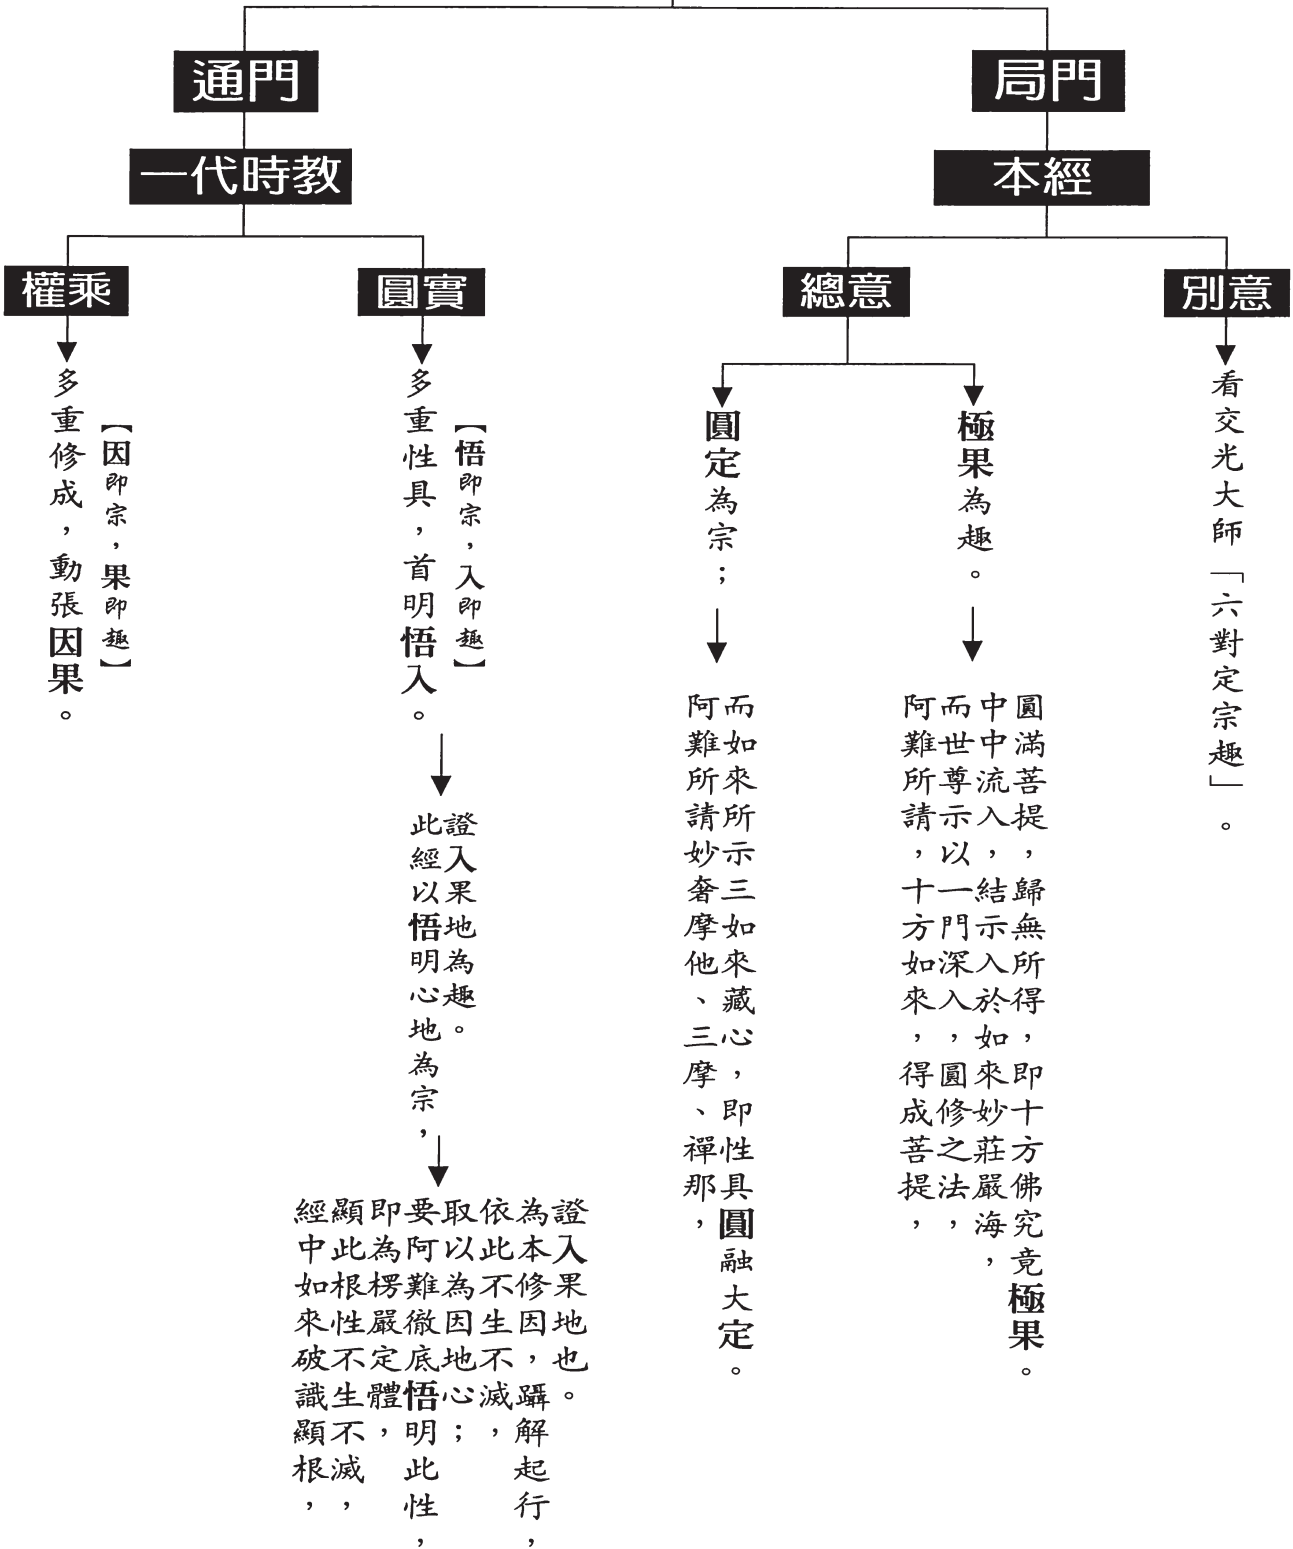 通門
一代時教
權乘
多重修成，動張因果。
【因即宗，果即趣】
圓實
多重性具，首明悟入。
【悟即宗，入即趣】
此經以悟明心地為宗，
證入果地為趣。
經中如來破識顯根，
顯此根性不生不滅，
即為楞嚴定體，
要阿難徹底悟明此性，
取以為因地心；
依此不生不滅，
為本修因，躡解起行，
證入果地也。
局門
本經
總意
圓定為宗；
阿難所請妙奢摩他、三摩、禪那，
而如來所示三如來藏心，即性具圓融大定。
極果為趣。
阿難所請，十方如來，得成菩提，
而世尊示以一門深入，圓修之法，
中中流入，結示入於如來妙莊嚴海，
圓滿菩提，歸無所得，即十方佛究竟極果。
別意
看交光大師「六對定宗趣」。